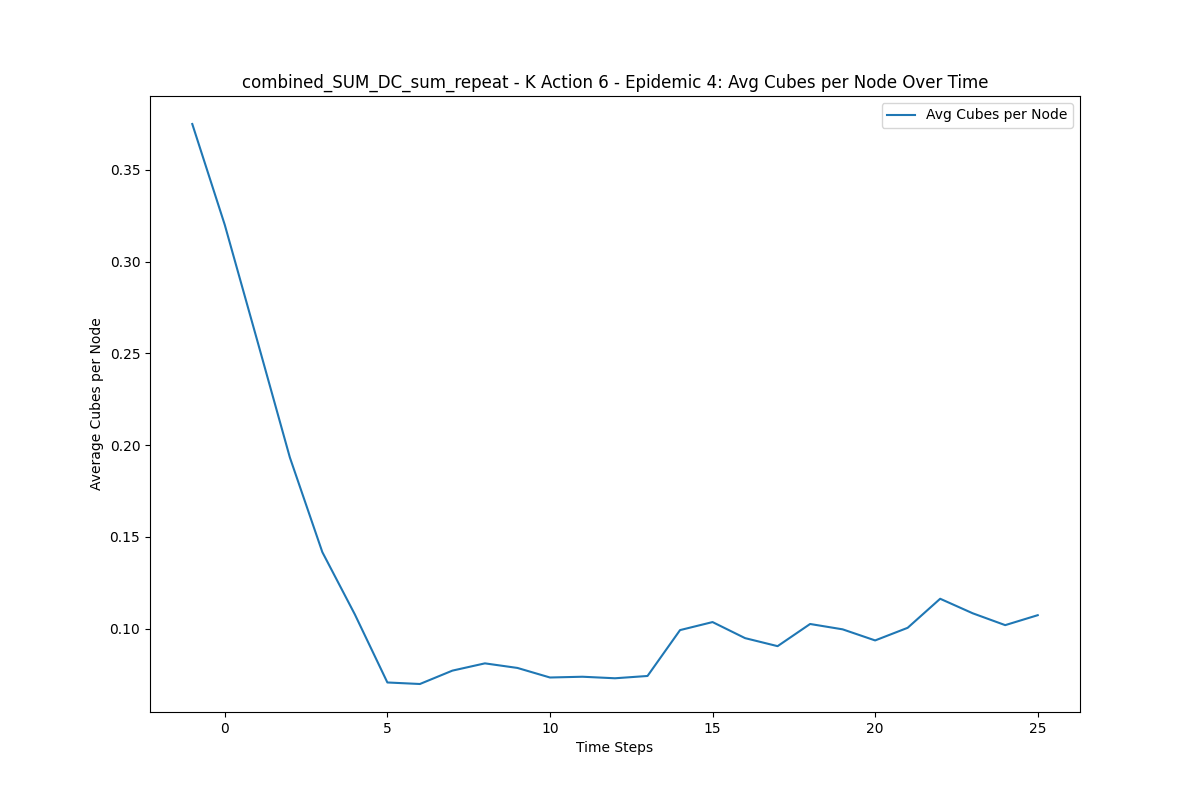 combined_SUM_DC_sum_repeat - K Action 6 - Epidemic 4: Avg Cubes per Node Over Time
Avg Cubes per Node
0.35
0.30
0.25
0.20
0.15
0.10
Average Cubes per Node
0 5 10 15 20 25
Time Steps